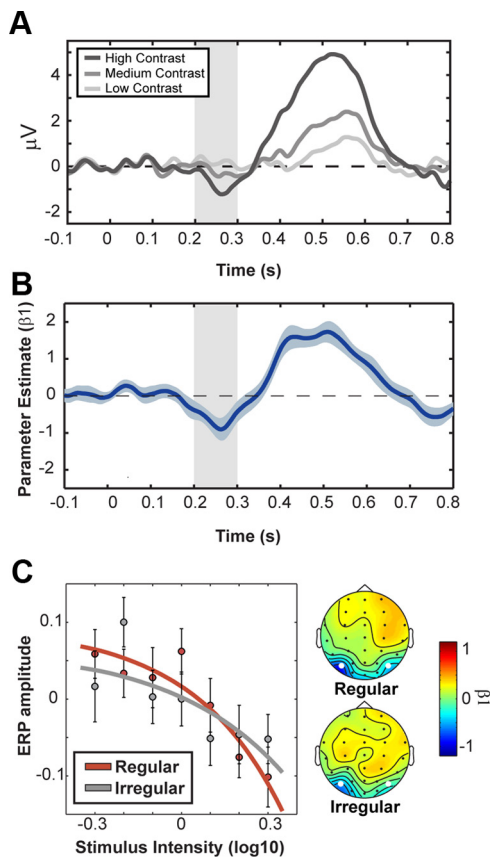 A
High Contrast
Medium Contrast
Low Contrast
μV
4
2
0
-2
-0.1 0 0.1 0.2 0.3 0.4 0.5 0.6 0.7 0.8
Time (s)
B
Parameter Estimate (β1)
2
1
0
-1
-2
-0.1 0 0.1 0.2 0.3 0.4 0.5 0.6 0.7 0.8
Time (s)
C
ERP amplitude
0.1
0
-0.1
Regular
Irregular
-0.3 0 0.3
Stimulus Intensity (log10)
Regular
Irregular
1
0
-1
β1